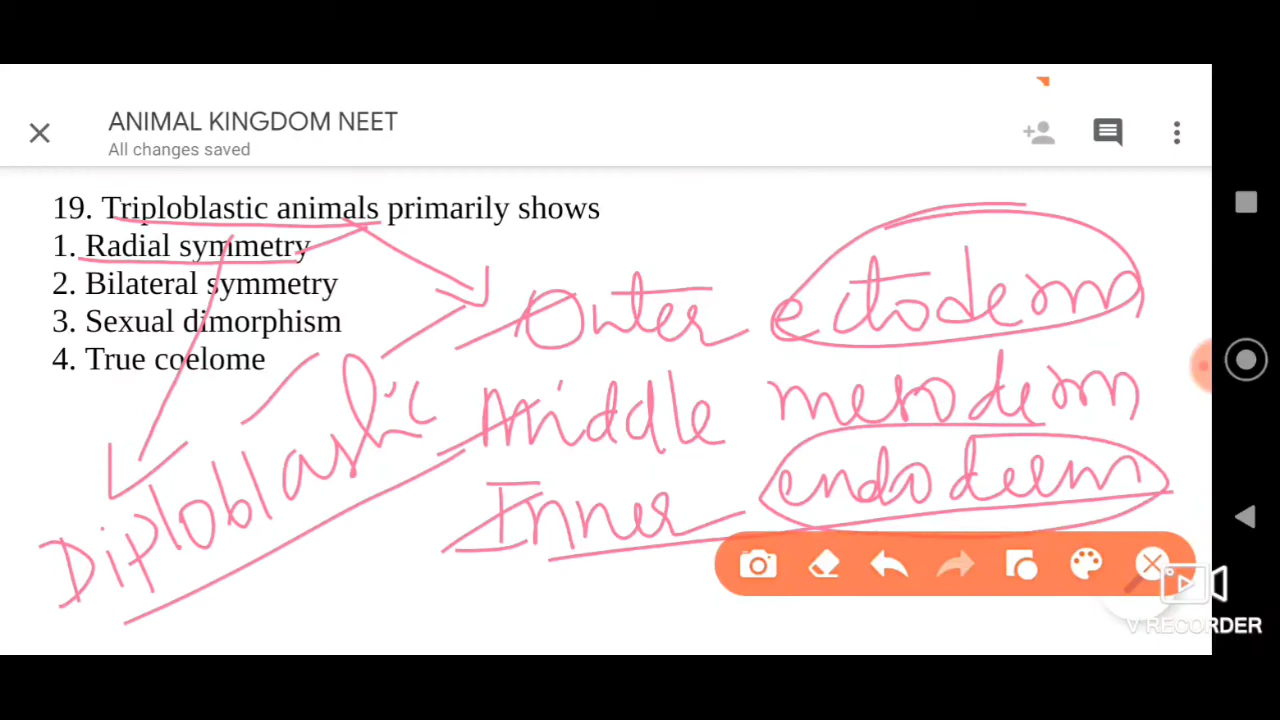 ANIMAL KINGDOM NEET
All changes saved
19. Triploblastic animals primarily shows
1. Radial symmetry
2. Bilateral symmetry
3. Sexual dimorphism
4. True coelome
Outer ectoderm
Middle mesoderm
Inner endoderm
Diploblastic
V RECORDER